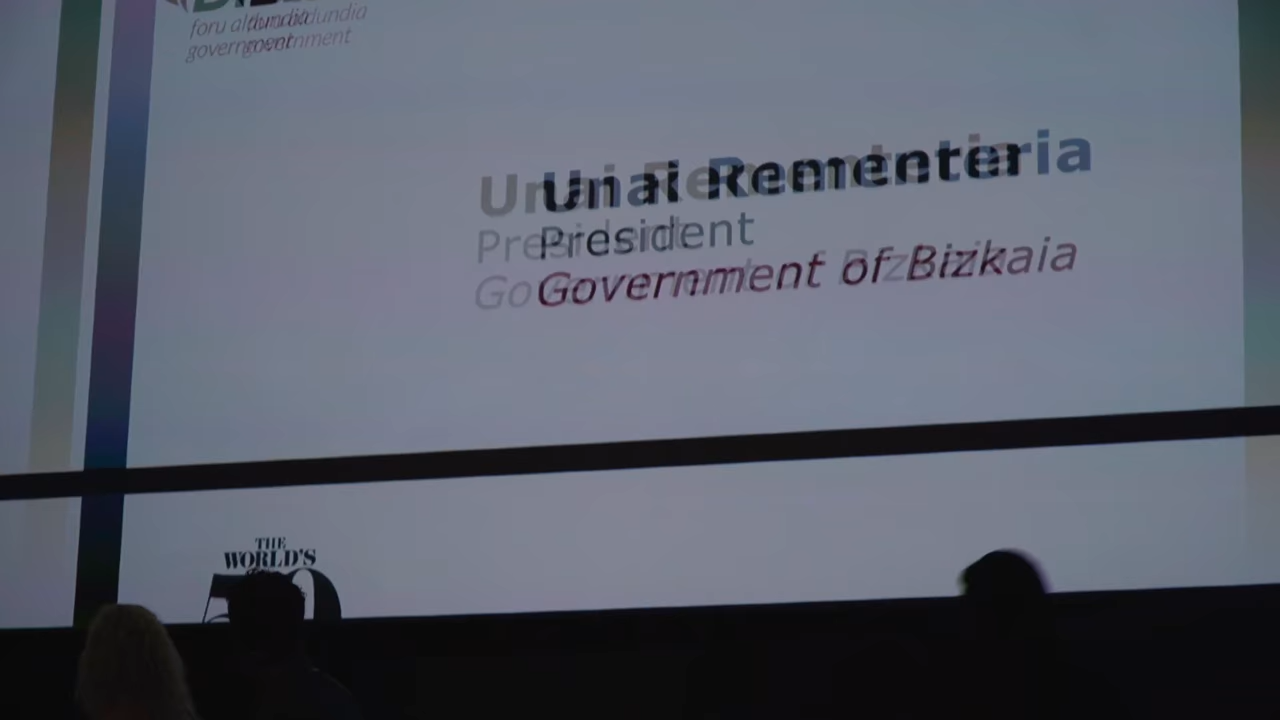 foru aldundia
government
Unai Rementeria
President
Government of Bizkaia
THE
WORLD'S